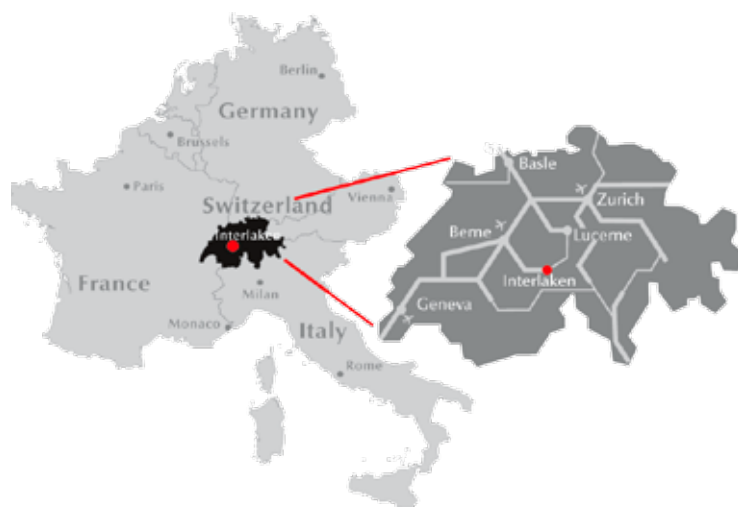 Berlin
Germany
Brussels
Paris
Switzerland
Vienna
Interlaken
France
Milan
Monaco
Italy
Rome
Basle
Zurich
Berne
Lucerne
Interlaken
Geneva